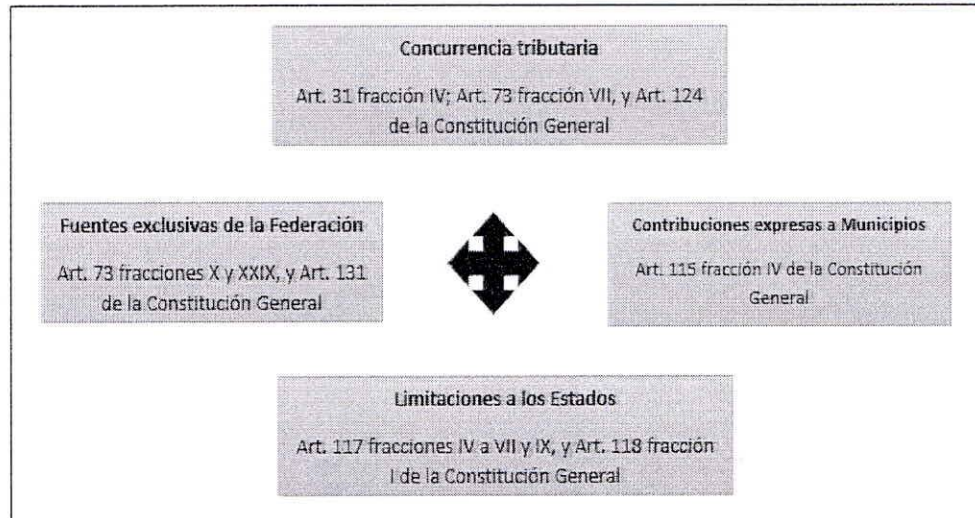 Concurrencia tributaria
Art. 31 fracción IV; Art. 73 fracción VII, y Art. 124
de la Constitución General
Fuentes exclusivas de la Federación
Art. 73 fracciones X y XXIX, y Art. 131
de la Constitución General
Contribuciones expresas a Municipios
Art. 115 fracción IV de la Constitución
General
Limitaciones a los Estados
Art. 117 fracciones IV a VII y IX, y Art. 118 fracción
I de la Constitución General